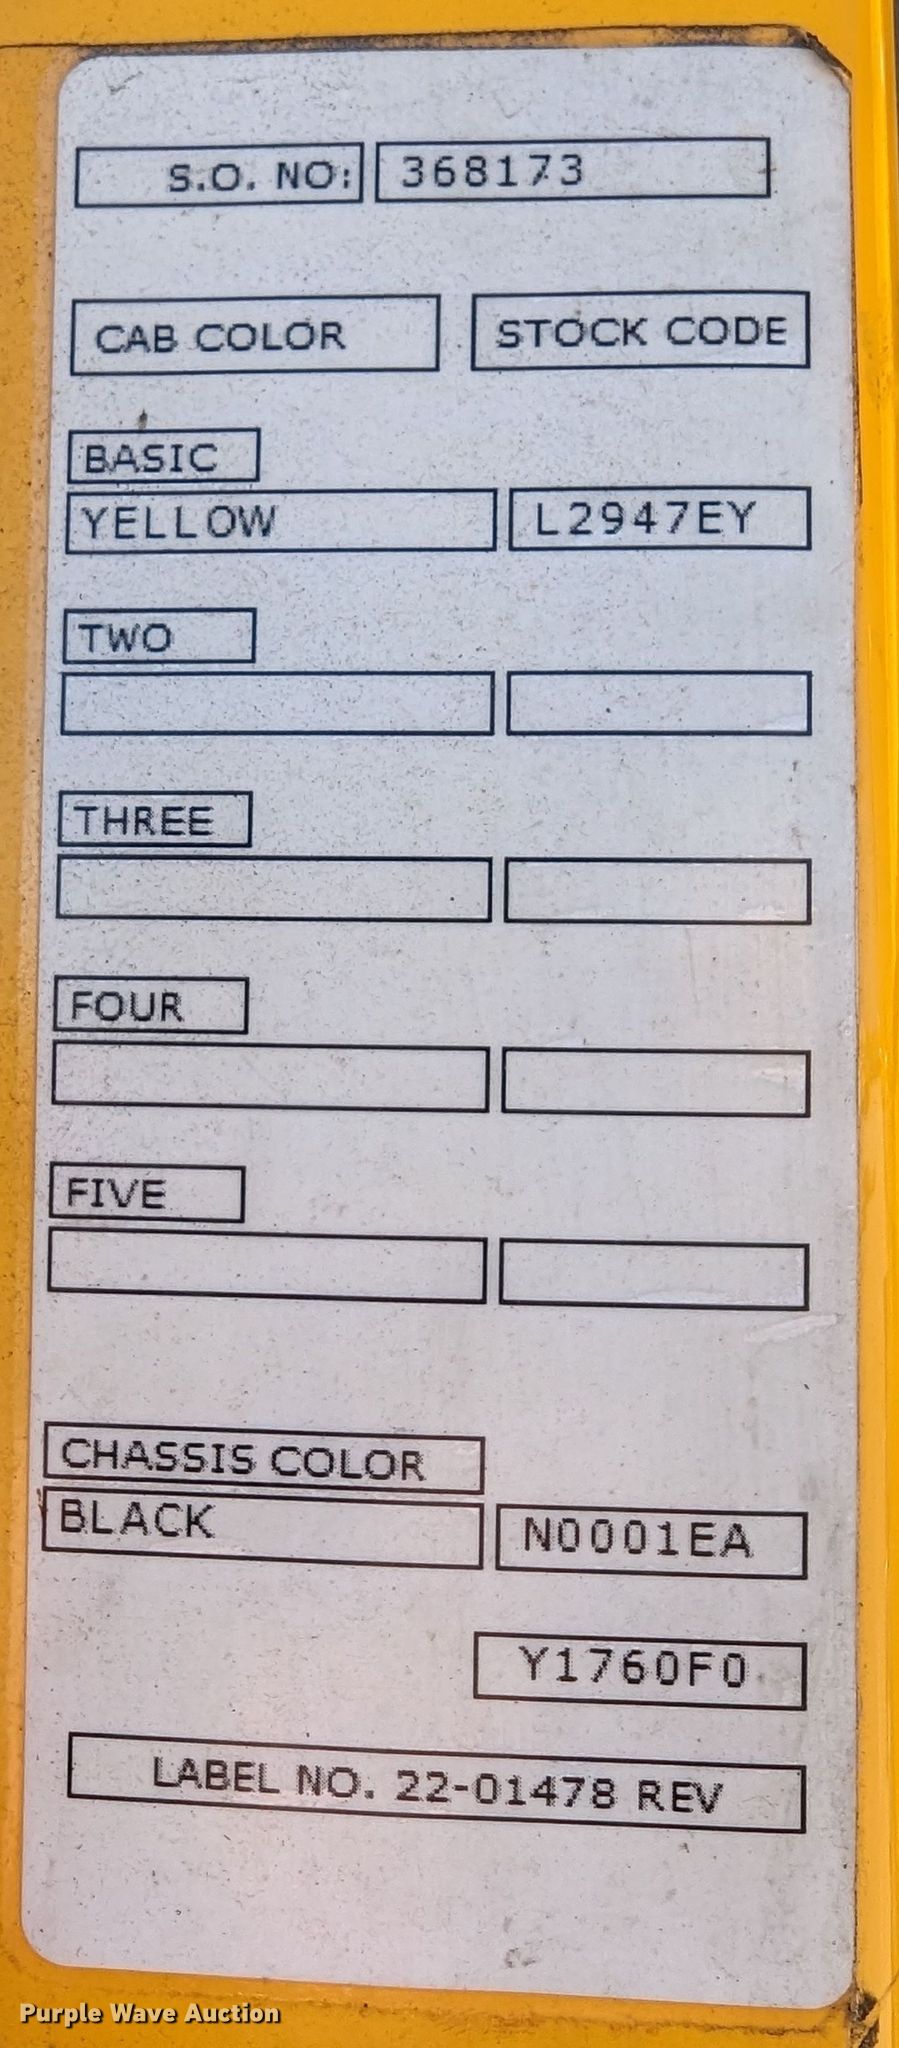 S.O. NO: 368173
CAB COLOR STOCK CODE
BASIC
YELLOW L2947EY
TWO
THREE
FOUR
FIVE
CHASSIS COLOR
BLACK N0001EA
Y1760F0
LABEL NO. 22-01478 REV
Purple Wave Auction